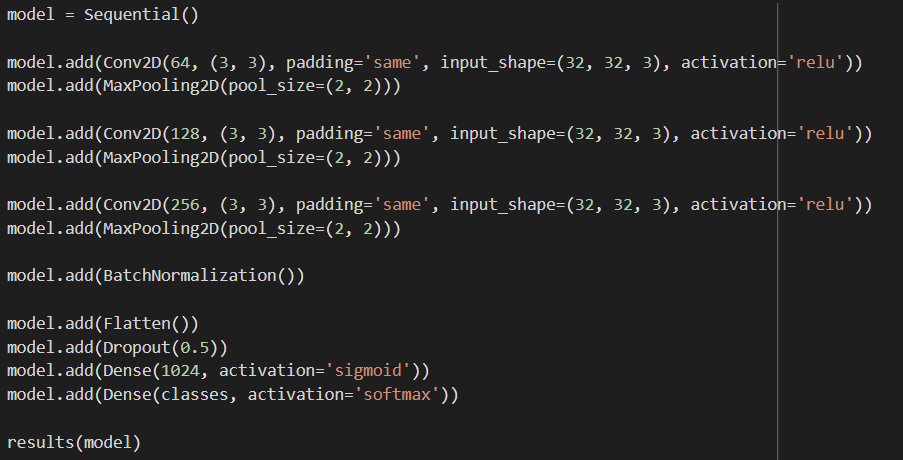 model = Sequential()
model.add(Conv2D(64, (3, 3), padding='same', input_shape=(32, 32, 3), activation='relu'))
model.add(MaxPooling2D(pool_size=(2, 2)))
model.add(Conv2D(128, (3, 3), padding='same', input_shape=(32, 32, 3), activation='relu'))
model.add(MaxPooling2D(pool_size=(2, 2)))
model.add(Conv2D(256, (3, 3), padding='same', input_shape=(32, 32, 3), activation='relu'))
model.add(MaxPooling2D(pool_size=(2, 2)))
model.add(BatchNormalization())
model.add(Flatten())
model.add(Dropout(0.5))
model.add(Dense(1024, activation='sigmoid'))
model.add(Dense(classes, activation='softmax'))
results(model)